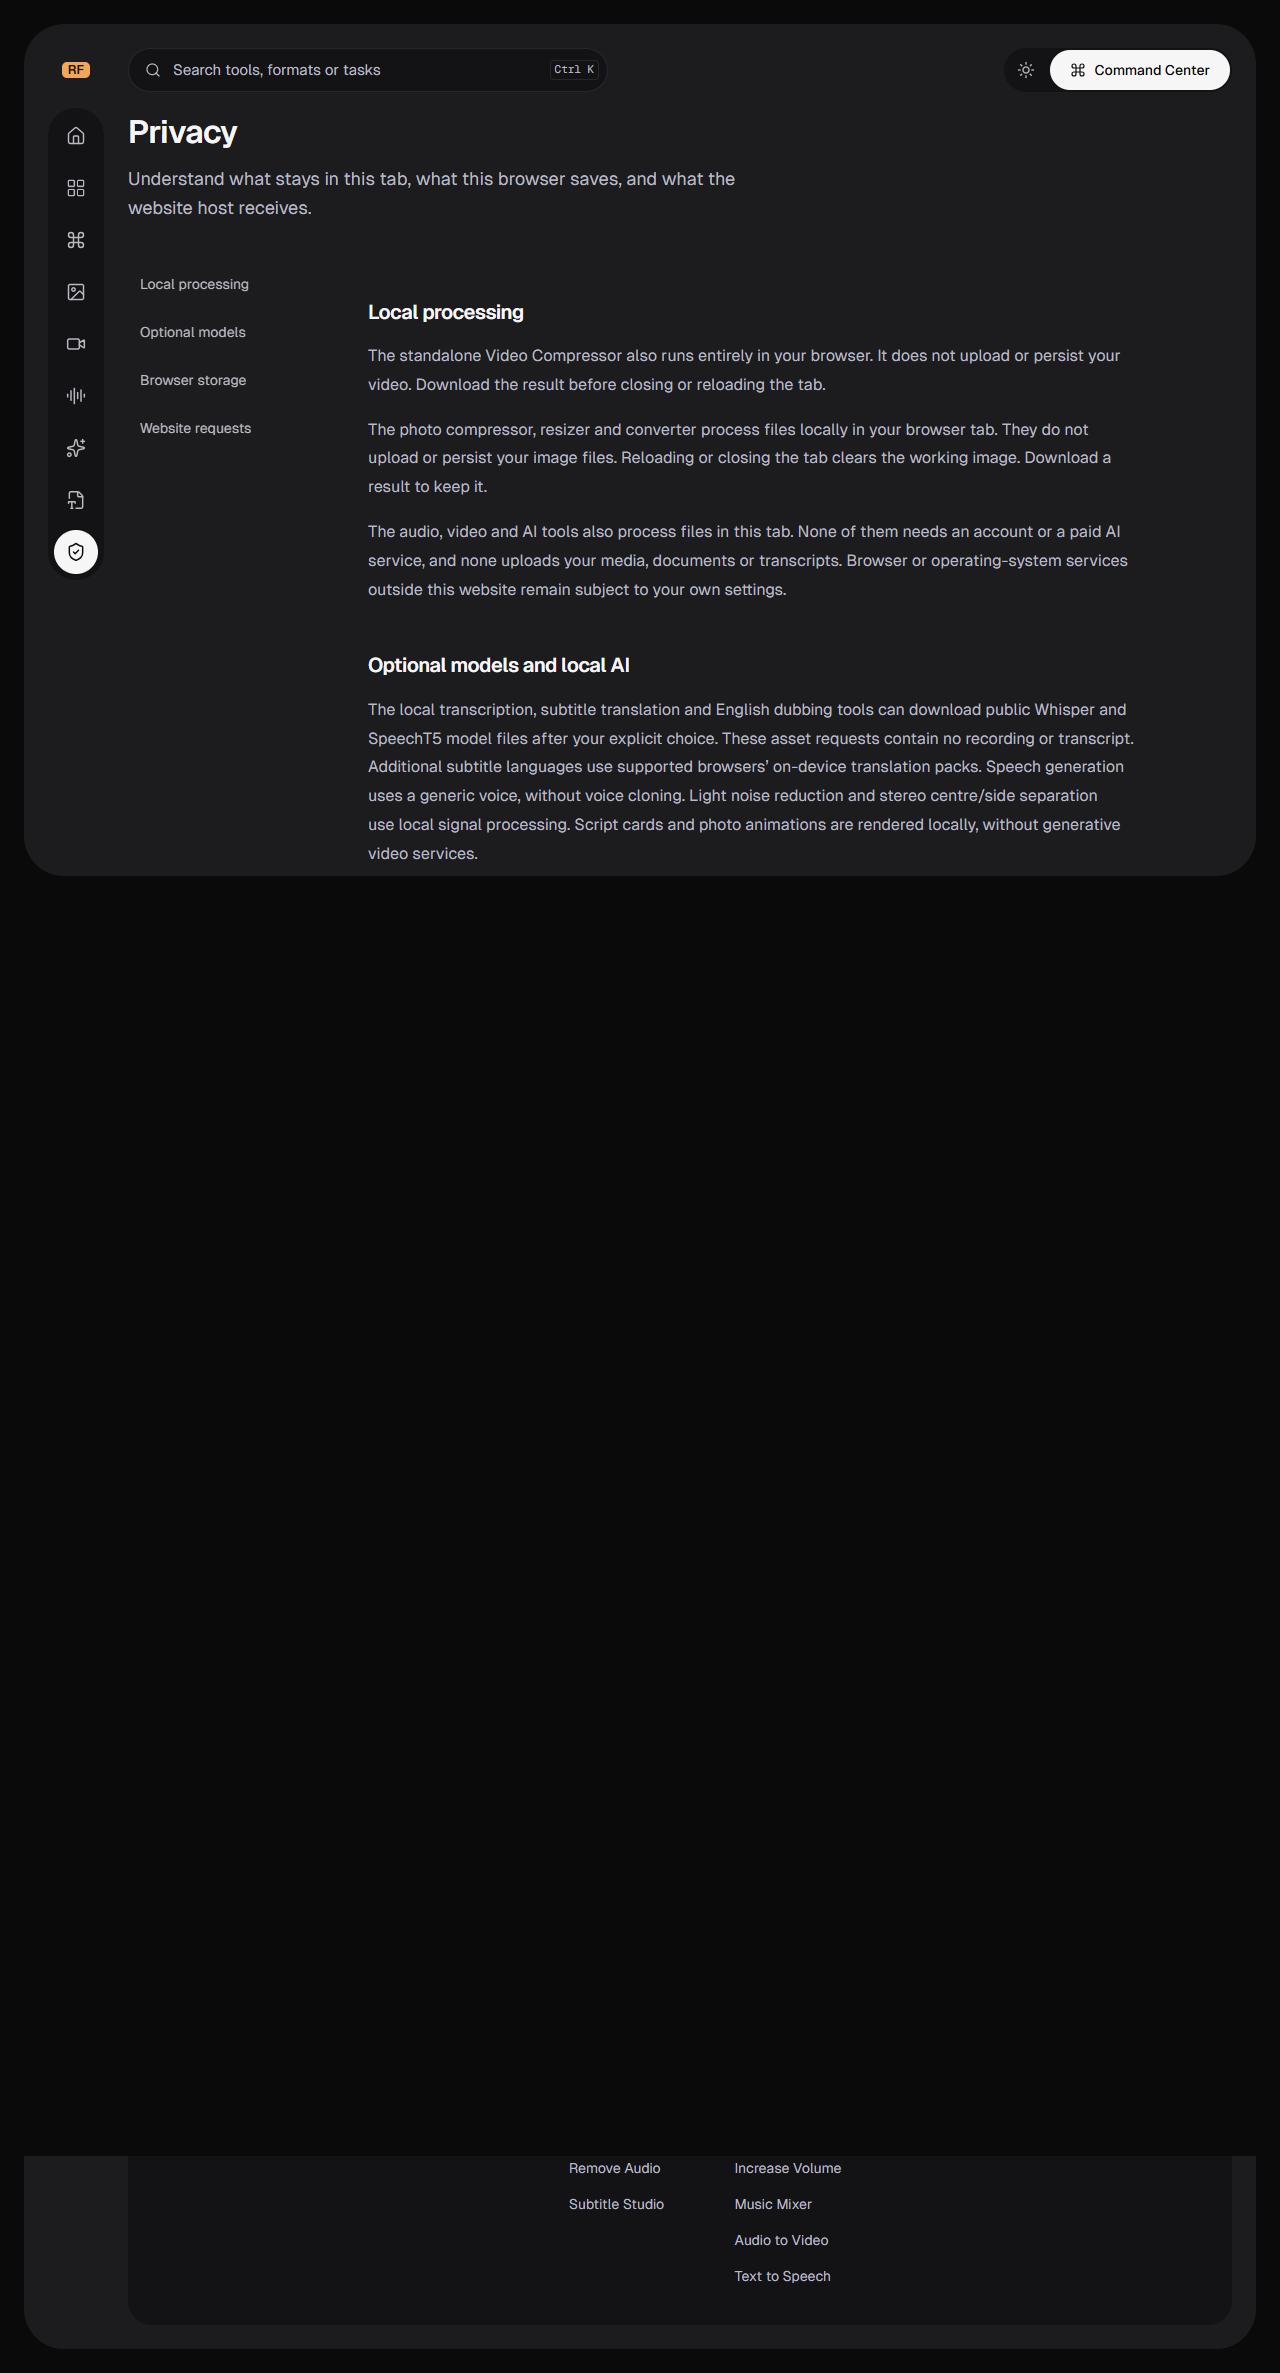 RF
Search tools, formats or tasks
Ctrl K
Command Center
Privacy
Understand what stays in this tab, what this browser saves, and what the
website host receives.
Local processing
Optional models
Browser storage
Website requests
Local processing
The standalone Video Compressor also runs entirely in your browser. It does not upload or persist your
video. Download the result before closing or reloading the tab.
The photo compressor, resizer and converter process files locally in your browser tab. They do not
upload or persist your image files. Reloading or closing the tab clears the working image. Download a
result to keep it.
The audio, video and AI tools also process files in this tab. None of them needs an account or a paid AI
service, and none uploads your media, documents or transcripts. Browser or operating-system services
outside this website remain subject to your own settings.
Optional models and local AI
The local transcription, subtitle translation and English dubbing tools can download public Whisper and
SpeechT5 model files after your explicit choice. These asset requests contain no recording or transcript.
Additional subtitle languages use supported browsers’ on-device translation packs. Speech generation
uses a generic voice, without voice cloning. Light noise reduction and stereo centre/side separation
use local signal processing. Script cards and photo animations are rendered locally, without generative
video services.
Remove Audio
Subtitle Studio
Increase Volume
Music Mixer
Audio to Video
Text to Speech